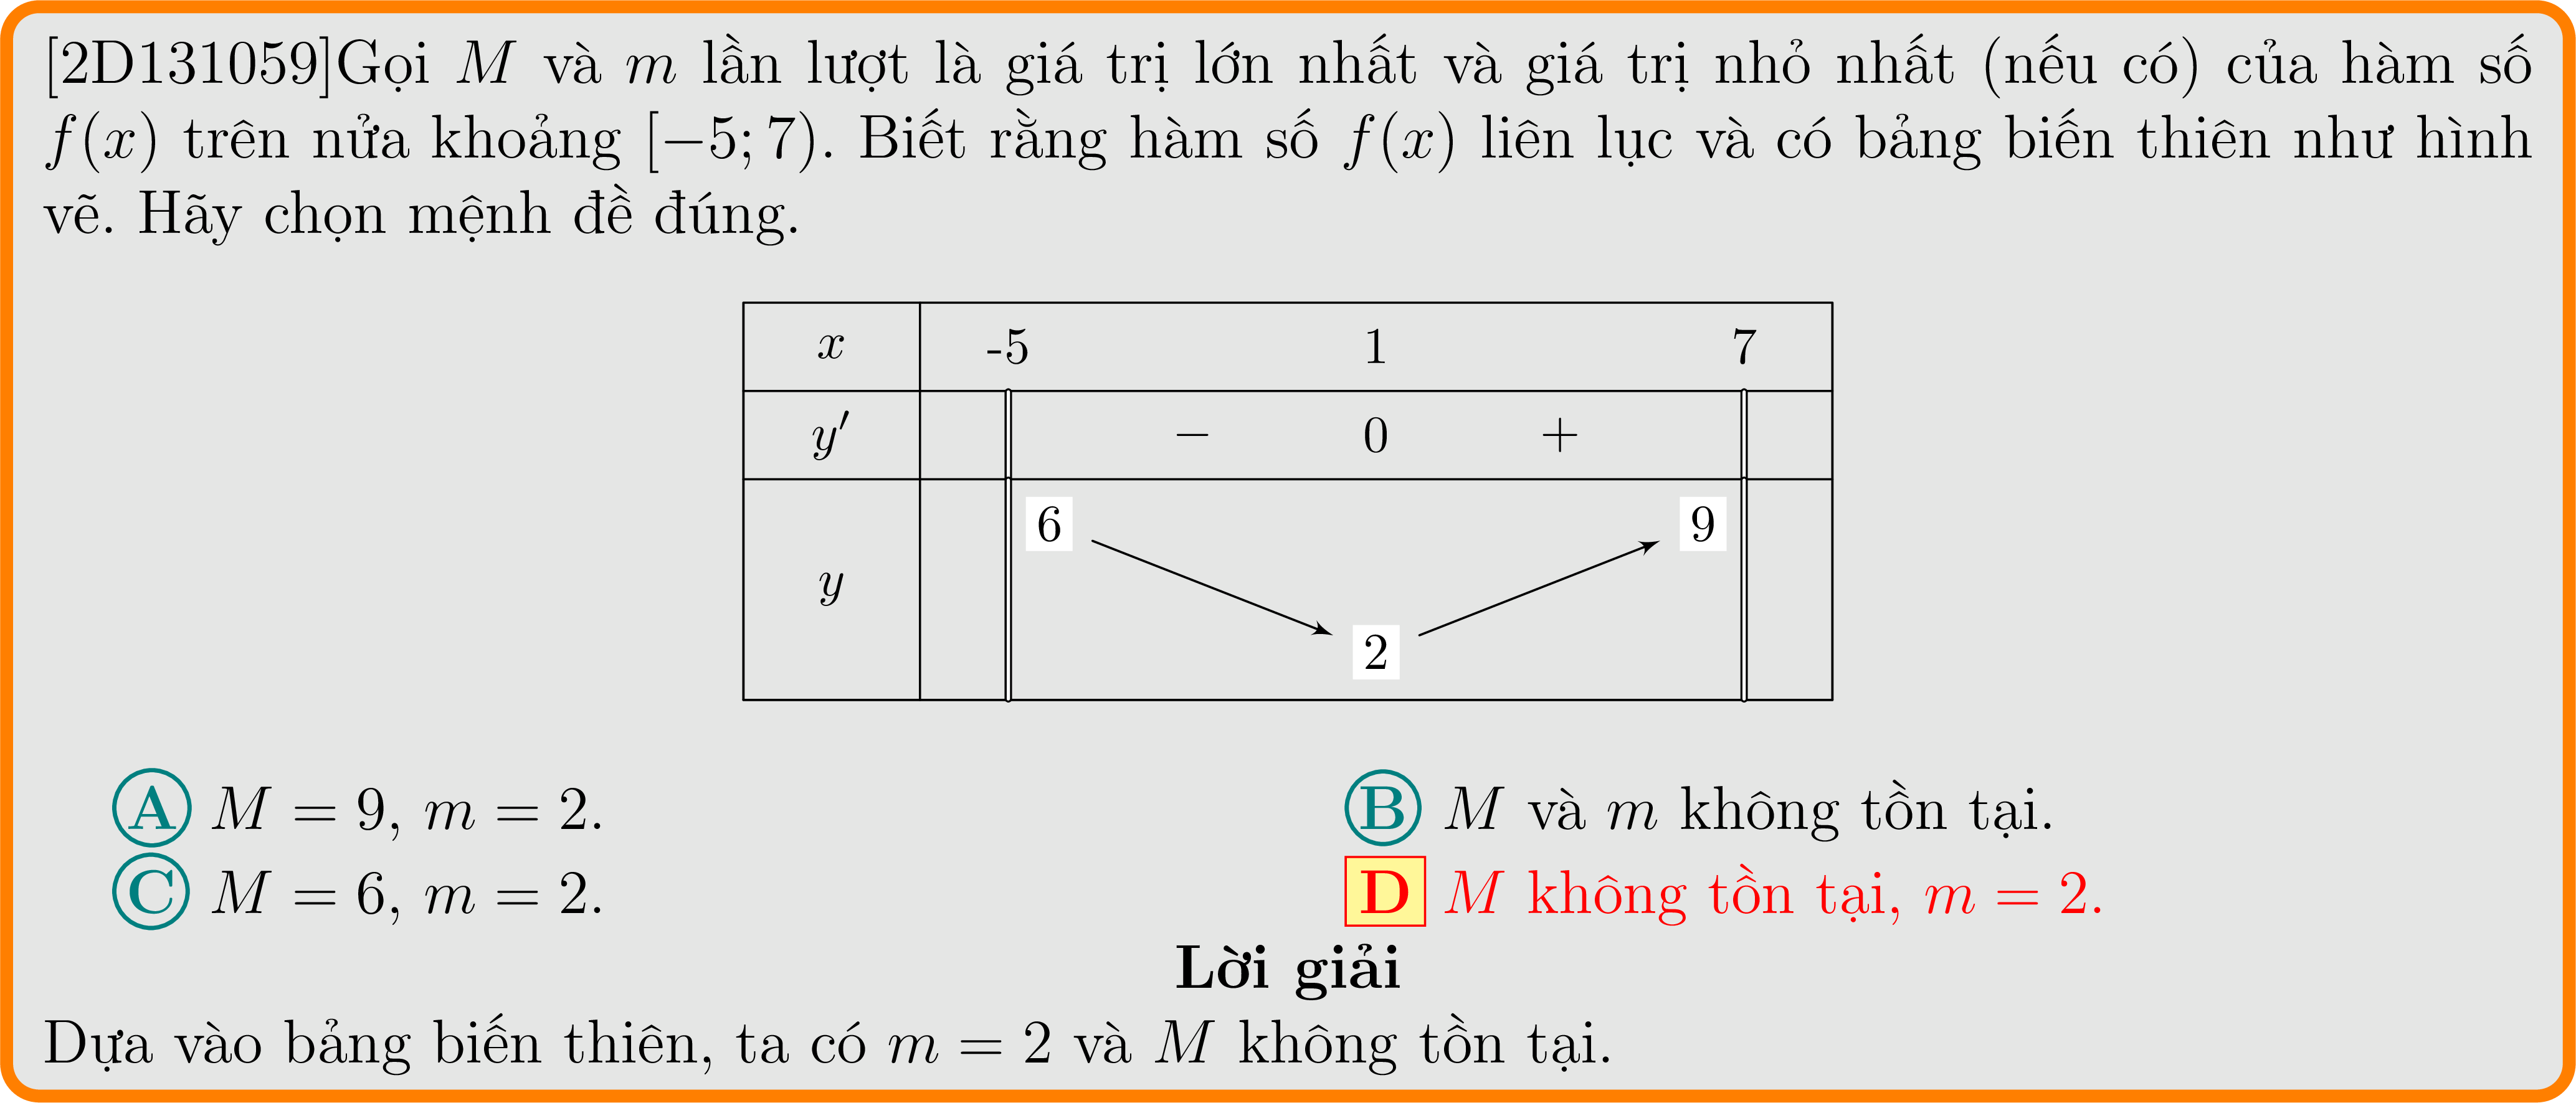 [2D131059]Gọi M và m lần lượt là giá trị lớn nhất và giá trị nhỏ nhất (nếu có) của hàm số
f(x) trên nửa khoảng [−5; 7). Biết rằng hàm số f(x) liên lục và có bảng biến thiên như hình
vẽ. Hãy chọn mệnh đề đúng.
x -5 1 7
y′ − 0 +
6 9
y
2
A M = 9, m = 2.
B M và m không tồn tại.
C M = 6, m = 2.
D M không tồn tại, m = 2.
Lời giải
Dựa vào bảng biến thiên, ta có m = 2 và M không tồn tại.